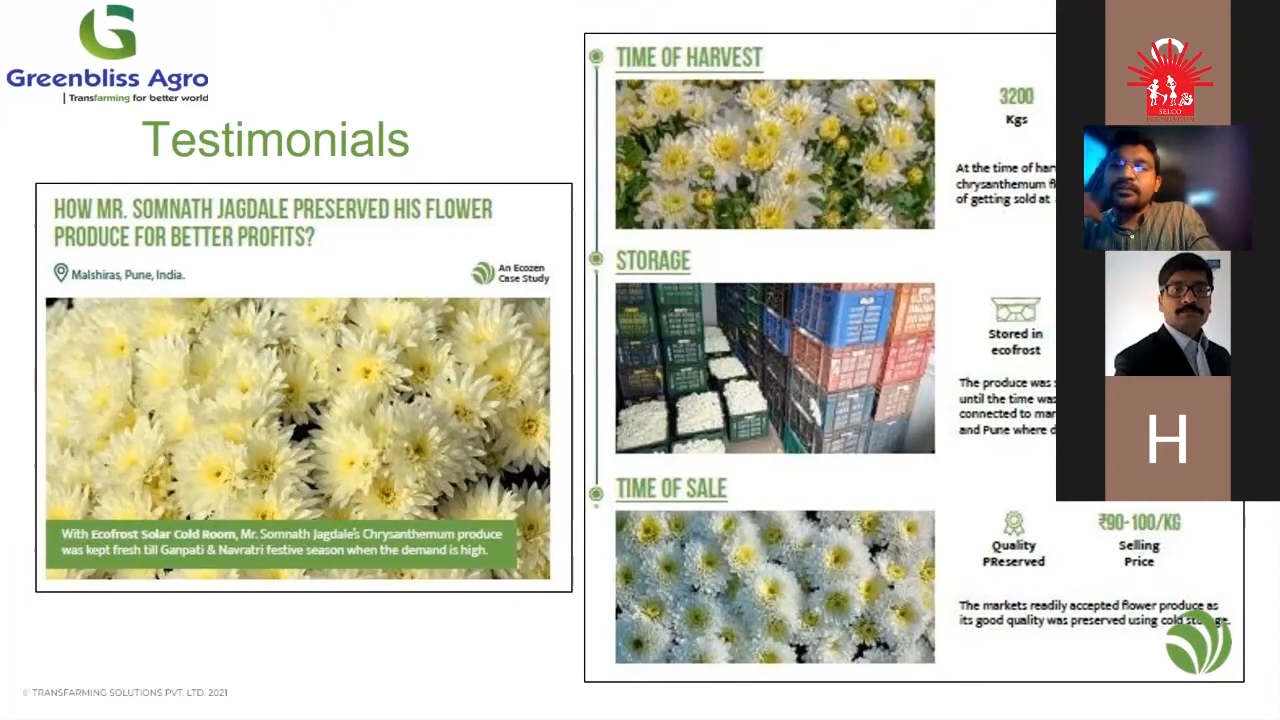 Greenbliss Agro
| Transfarming for better world
Testimonials
HOW MR. SOMNATH JAGDALE PRESERVED HIS FLOWER
PRODUCE FOR BETTER PROFITS?
Malshiras, Pune, India.
An Ecozen
Case Study
With Ecofrost Solar Cold Room, Mr. Somnath Jagdale's Chrysanthemum produce
was kept fresh till Ganpati & Navratri festive season when the demand is high.
TIME OF HARVEST
3200
Kgs
At the time of
chrysanthemum
of getting sold at
STORAGE
Stored in
ecofrost
The produce was
until the time was
connected to
and Pune where
TIME OF SALE
Quality
PReserved
₹90-100/KG
Selling
Price
The markets readily accepted flower produce as
its good quality was preserved using cold
SELCO
FOUNDATION
H
© TRANSFARMING SOLUTIONS PVT. LTD. 2021